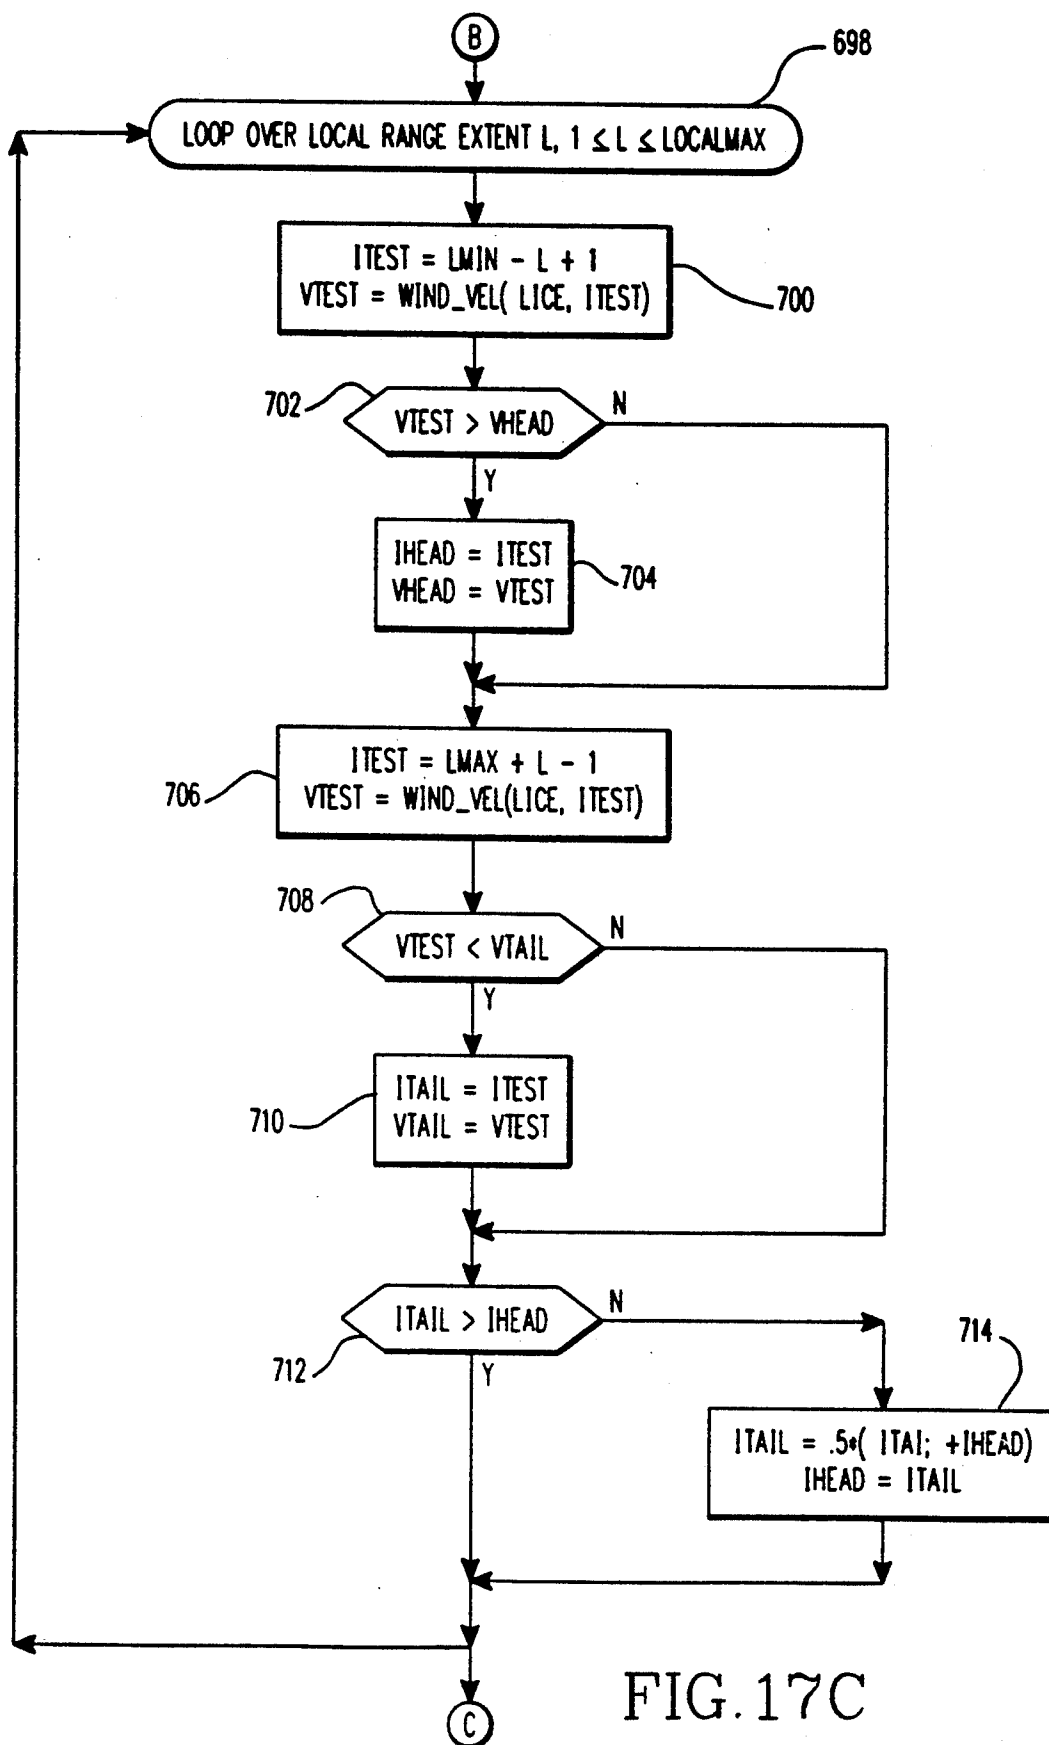 B
698
LOOP OVER LOCAL RANGE EXTENT L, 1 ≤ L ≤ LOCALMAX
ITEST = LMIN - L + 1
VTEST = WIND_VEL( LICE, ITEST)
700
702
VTEST > VHEAD
N
Y
IHEAD = ITEST
VHEAD = VTEST
704
ITEST = LMAX + L - 1
VTEST = WIND_VEL(LICE, ITEST)
706
708
VTEST < VTAIL
N
Y
ITAIL = ITEST
VTAIL = VTEST
710
ITAIL > IHEAD
N
712
Y
714
ITAIL = .5*( ITAI; +IHEAD)
IHEAD = ITAIL
C
FIG. 17C